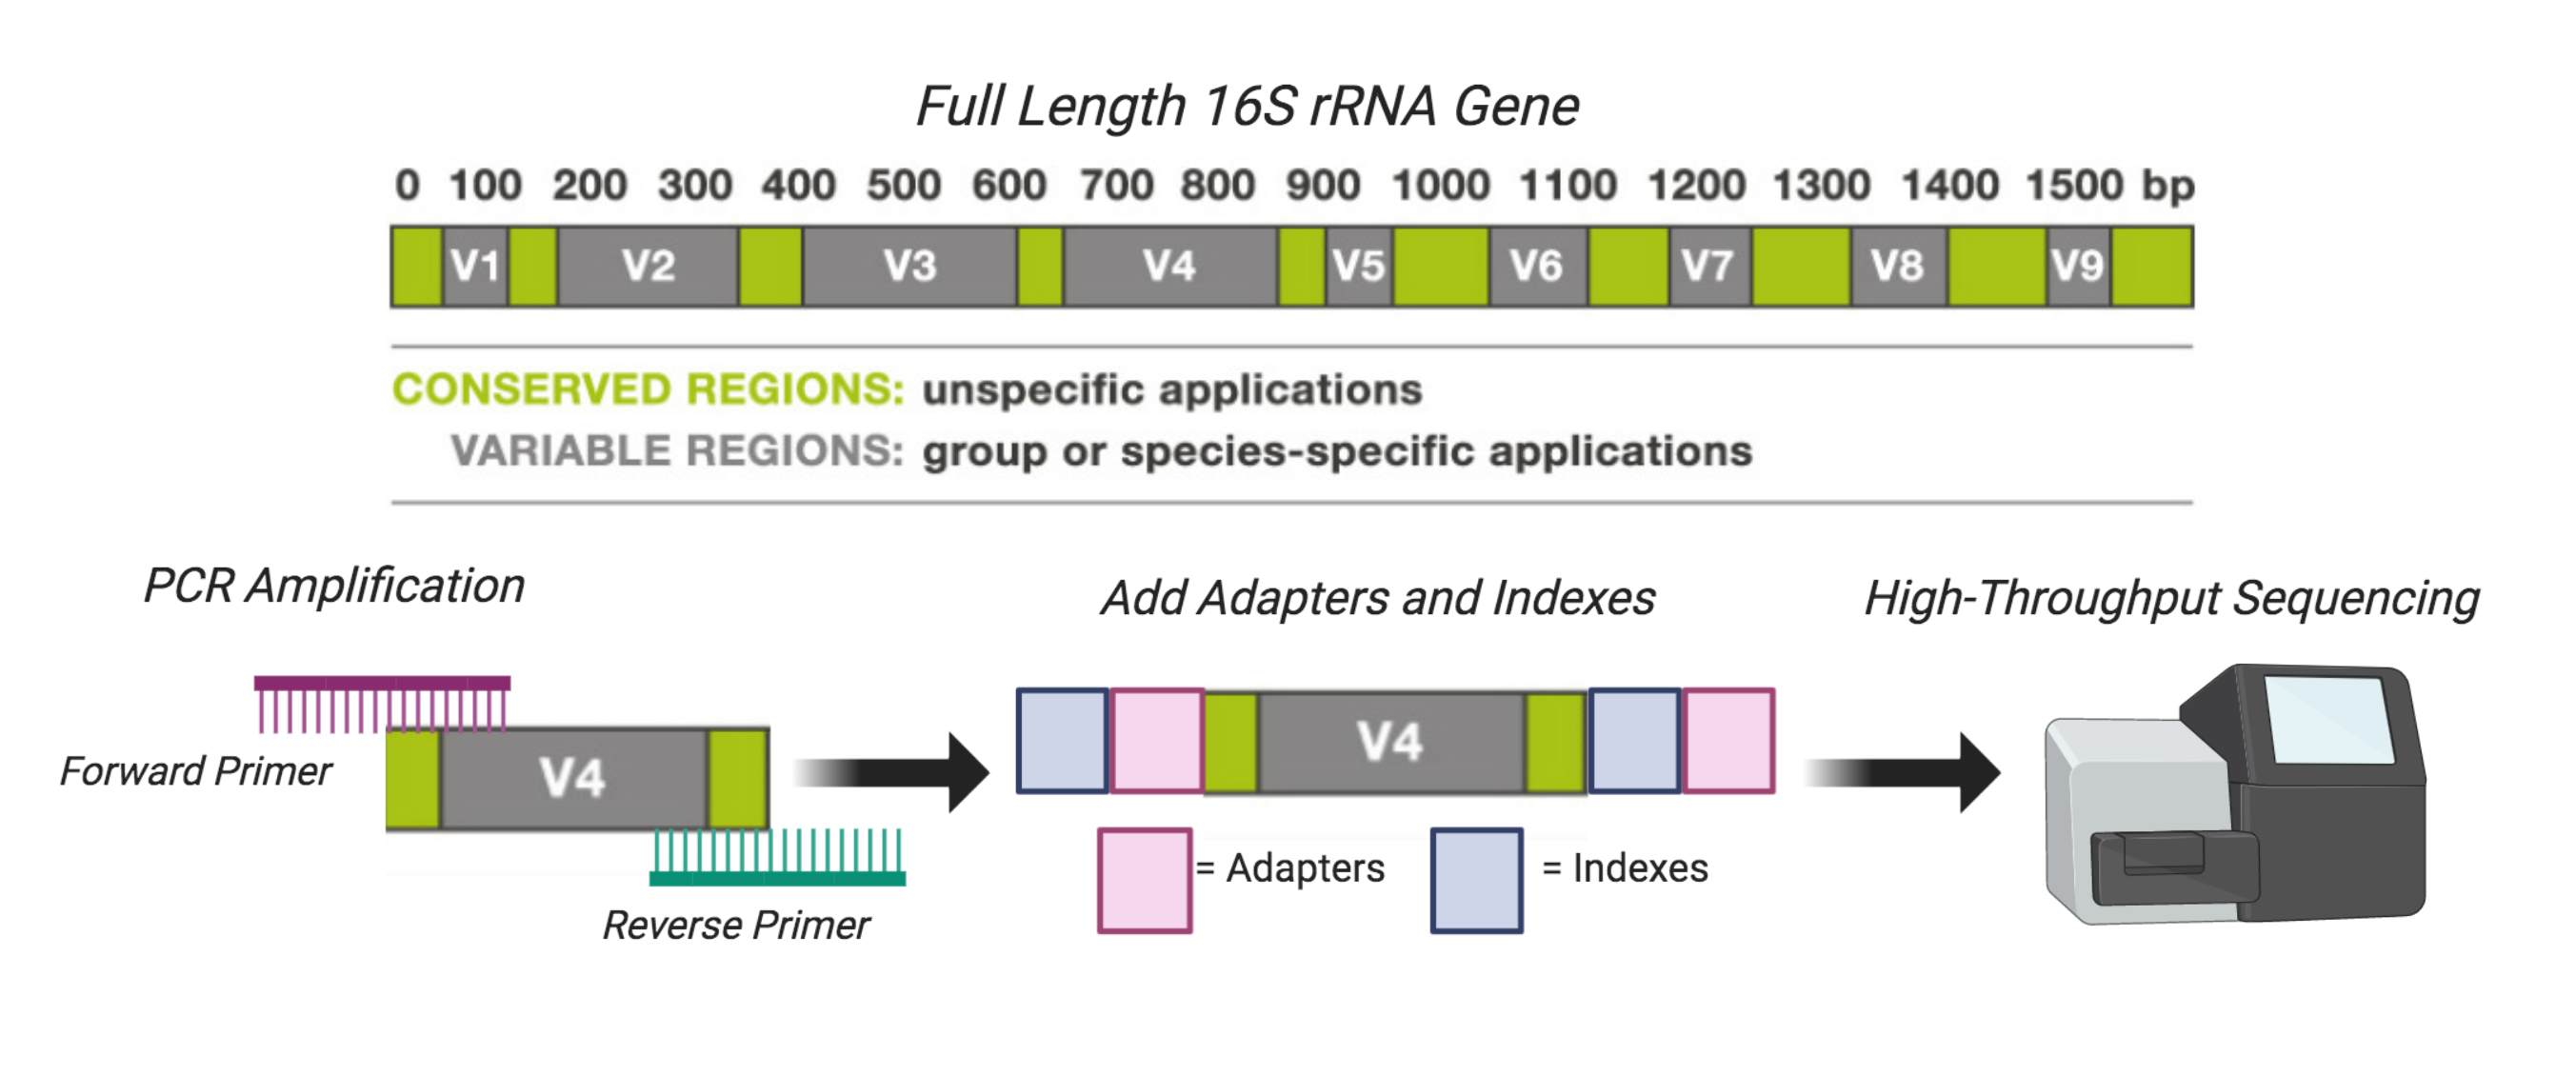 Full Length 16S rRNA Gene
0 100 200 300 400 500 600 700 800 900 1000 1100 1200 1300 1400 1500 bp
V1 V2 V3 V4 V5 V6 V7 V8 V9
CONSERVED REGIONS: unspecific applications
VARIABLE REGIONS: group or species-specific applications
PCR Amplification
Forward Primer
V4
Reverse Primer
Add Adapters and Indexes
V4
= Adapters
= Indexes
High-Throughput Sequencing